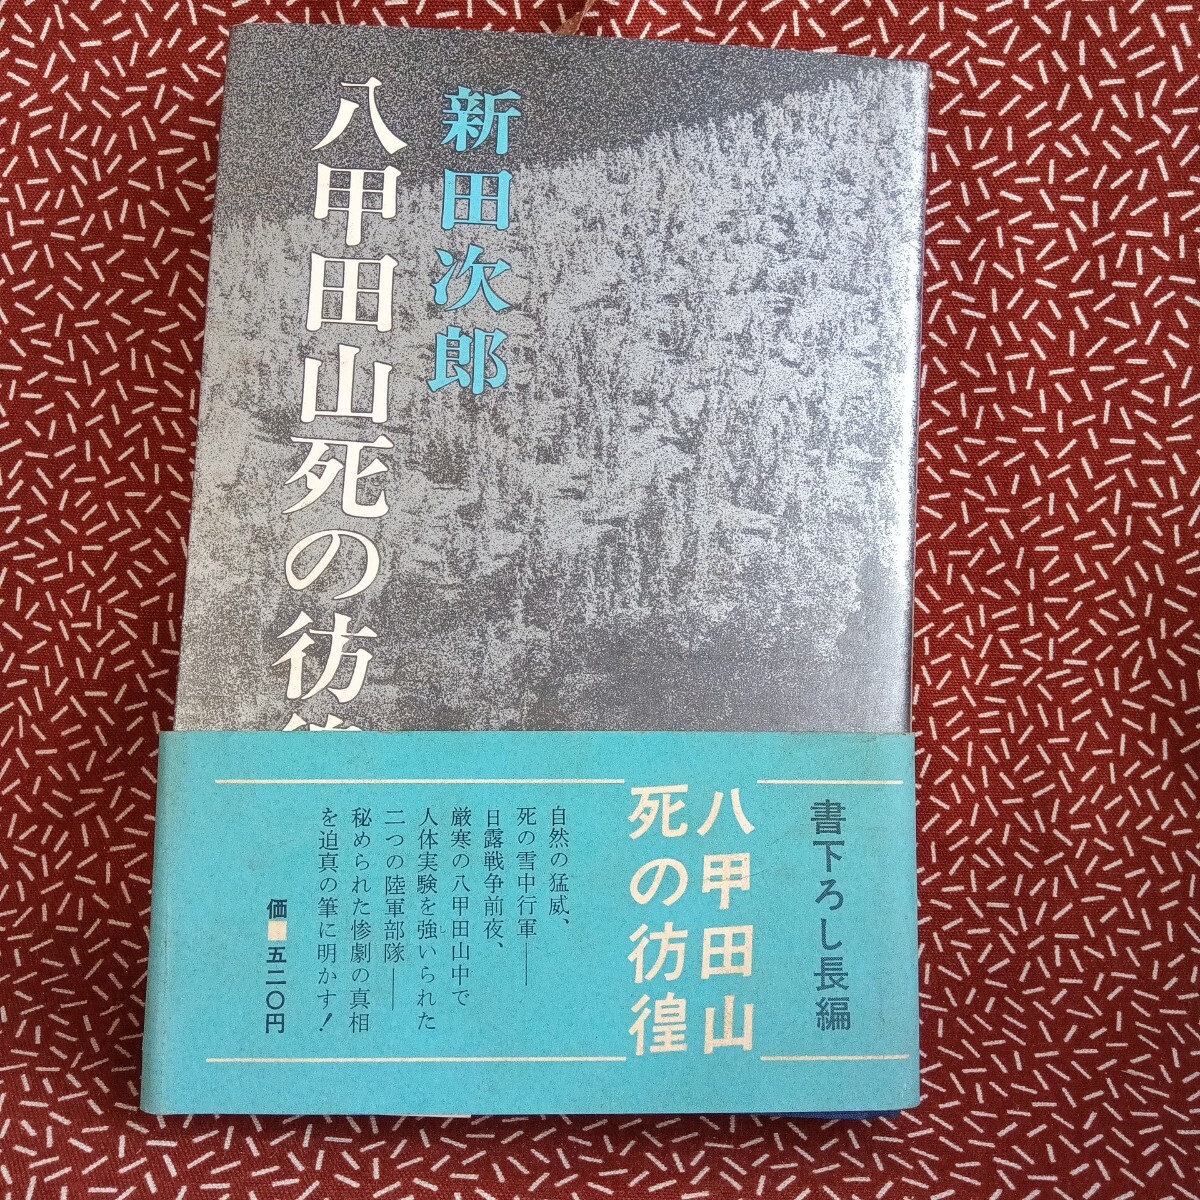 新田次郎
八甲田山死の彷
書下ろし長編
八甲田山
死の彷徨
自然の猛威、
死の雪中行軍——
日露戦争前夜、
厳寒の八甲田山中で
人体実験を強いられた
二つの陸軍部隊——
秘められた惨劇の真相
を迫真の筆に明かす!
価■五二〇円